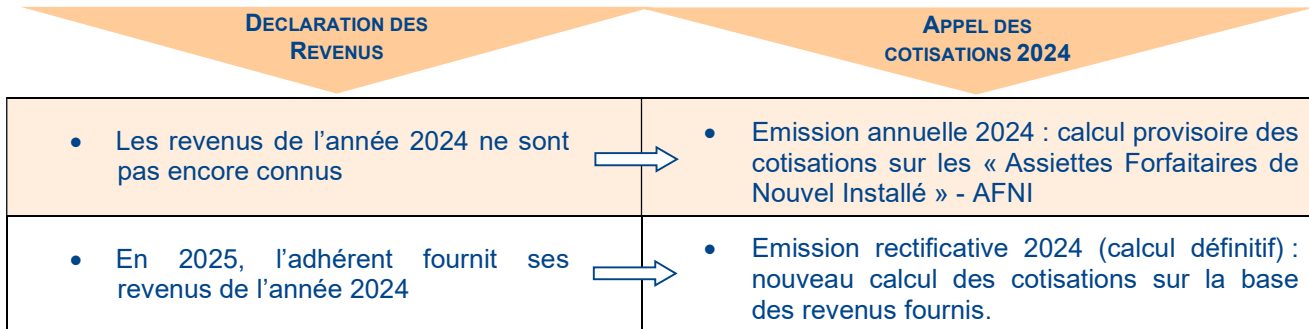 DECLARATION DES
REVENUS
APPEL DES
COTISATIONS 2024
• Les revenus de l'année 2024 ne sont
pas encore connus
• Emission annuelle 2024 : calcul provisoire des
cotisations sur les « Assiettes Forfaitaires de
Nouvel Installé » - AFNI
• En 2025, l'adhérent fournit ses
revenus de l'année 2024
• Emission rectificative 2024 (calcul définitif) :
nouveau calcul des cotisations sur la base
des revenus fournis.